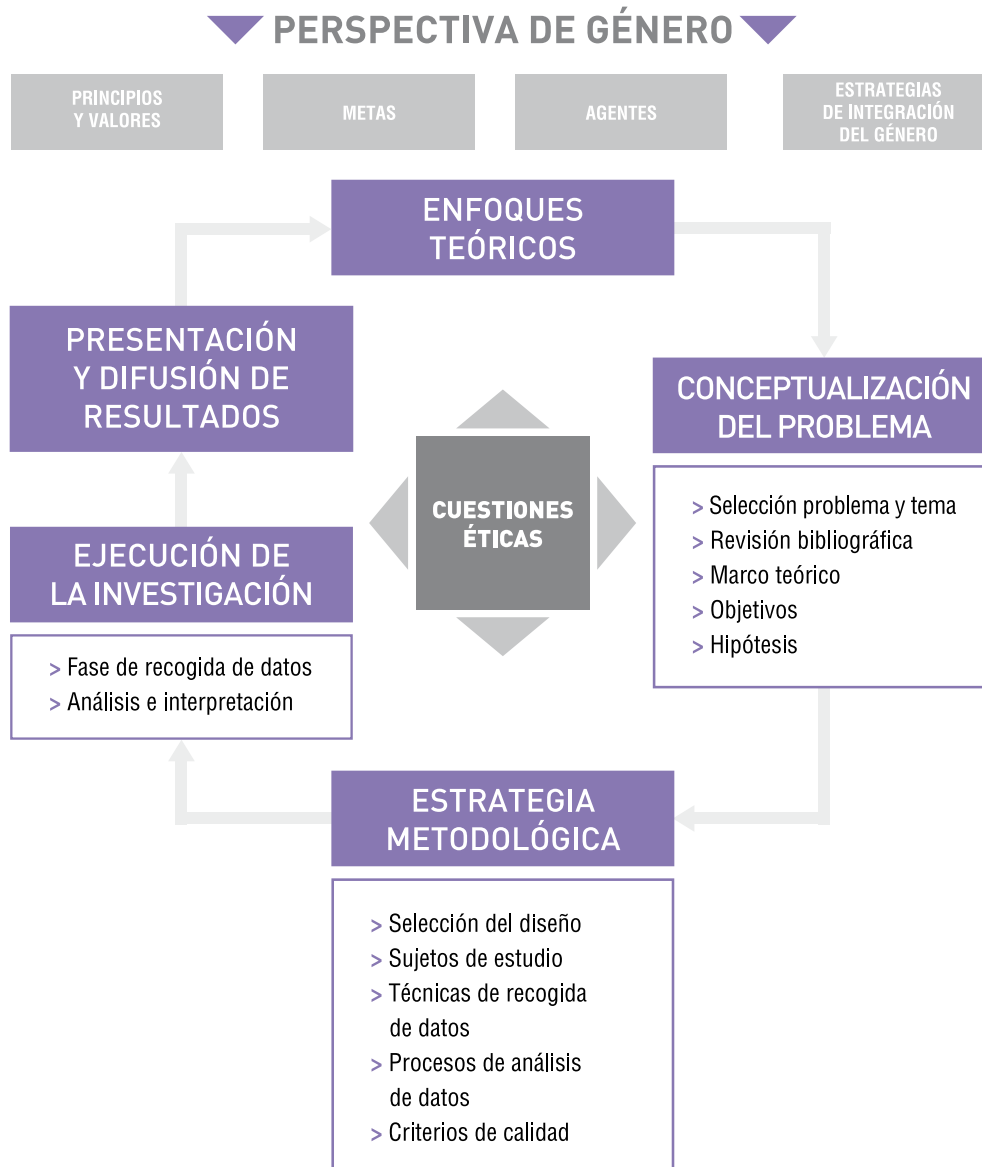 PERSPECTIVA DE GÉNERO
PRINCIPIOS
Y VALORES
METAS
AGENTES
ESTRATEGIAS
DE INTEGRACIÓN
DEL GÉNERO
ENFOQUES
TEÓRICOS
PRESENTACIÓN
Y DIFUSIÓN DE
RESULTADOS
CONCEPTUALIZACIÓN
DEL PROBLEMA
> Selección problema y tema
> Revisión bibliográfica
> Marco teórico
> Objetivos
> Hipótesis
CUESTIONES
ÉTICAS
EJECUCIÓN DE
LA INVESTIGACIÓN
> Fase de recogida de datos
> Análisis e interpretación
ESTRATEGIA
METODOLÓGICA
> Selección del diseño
> Sujetos de estudio
> Técnicas de recogida
de datos
> Procesos de análisis
de datos
> Criterios de calidad